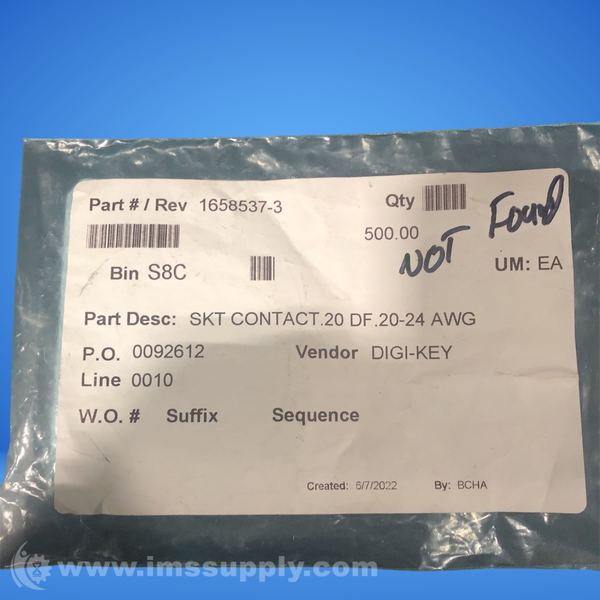 Part # / Rev 1658537-3 Qty
500.00
NOT Found
Bin S8C UM: EA
Part Desc: SKT CONTACT.20 DF.20-24 AWG
P.O. 0092612 Vendor DIGI-KEY
Line 0010
W.O. # Suffix Sequence
Created: 6/7/2022 By: BCHA
www.imssupply.com